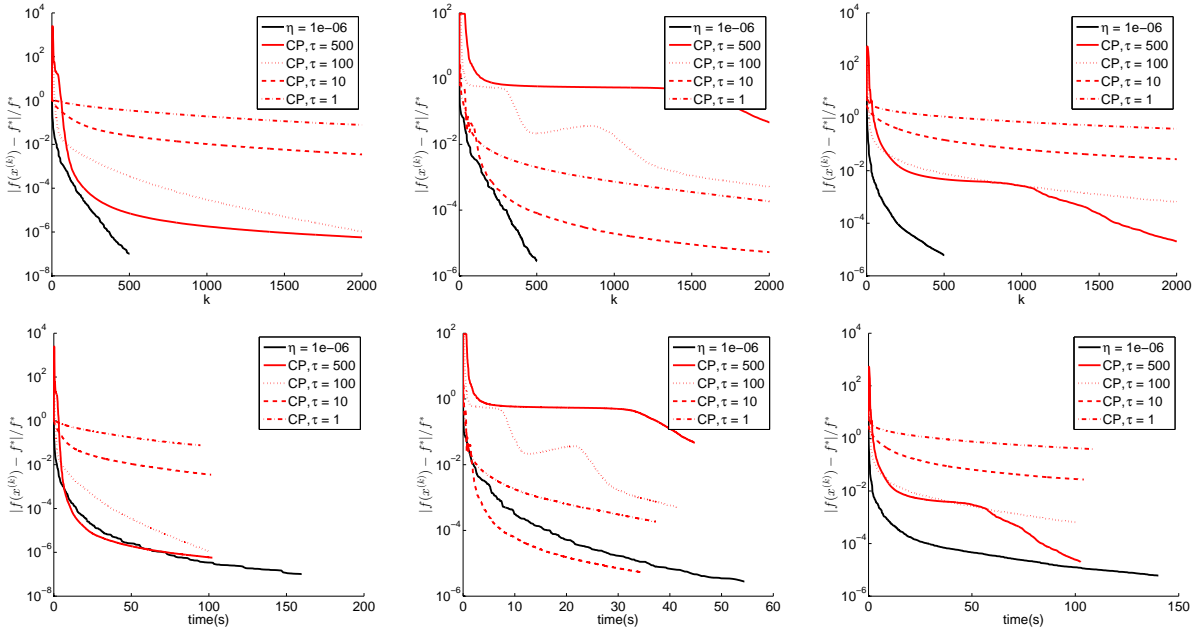 10^4
10^2
10^0
10^−2
10^−4
10^−6
10^−8
|f(x^(k)) − f*|/f*
0 500 1000 1500 2000
k
η = 1e−06
CP, τ = 500
CP, τ = 100
CP, τ = 10
CP, τ = 1
10^2
10^0
10^−2
10^−4
10^−6
|f(x^(k)) − f*|/f*
0 500 1000 1500 2000
k
η = 1e−06
CP, τ = 500
CP, τ = 100
CP, τ = 10
CP, τ = 1
10^4
10^2
10^0
10^−2
10^−4
10^−6
|f(x^(k)) − f*|/f*
0 500 1000 1500 2000
k
η = 1e−06
CP, τ = 500
CP, τ = 100
CP, τ = 10
CP, τ = 1
10^4
10^2
10^0
10^−2
10^−4
10^−6
10^−8
|f(x^(k)) − f*|/f*
0 50 100 150 200
time(s)
η = 1e−06
CP, τ = 500
CP, τ = 100
CP, τ = 10
CP, τ = 1
10^2
10^0
10^−2
10^−4
10^−6
|f(x^(k)) − f*|/f*
0 10 20 30 40 50 60
time(s)
η = 1e−06
CP, τ = 500
CP, τ = 100
CP, τ = 10
CP, τ = 1
10^4
10^2
10^0
10^−2
10^−4
10^−6
|f(x^(k)) − f*|/f*
0 50 100 150
time(s)
η = 1e−06
CP, τ = 500
CP, τ = 100
CP, τ = 10
CP, τ = 1